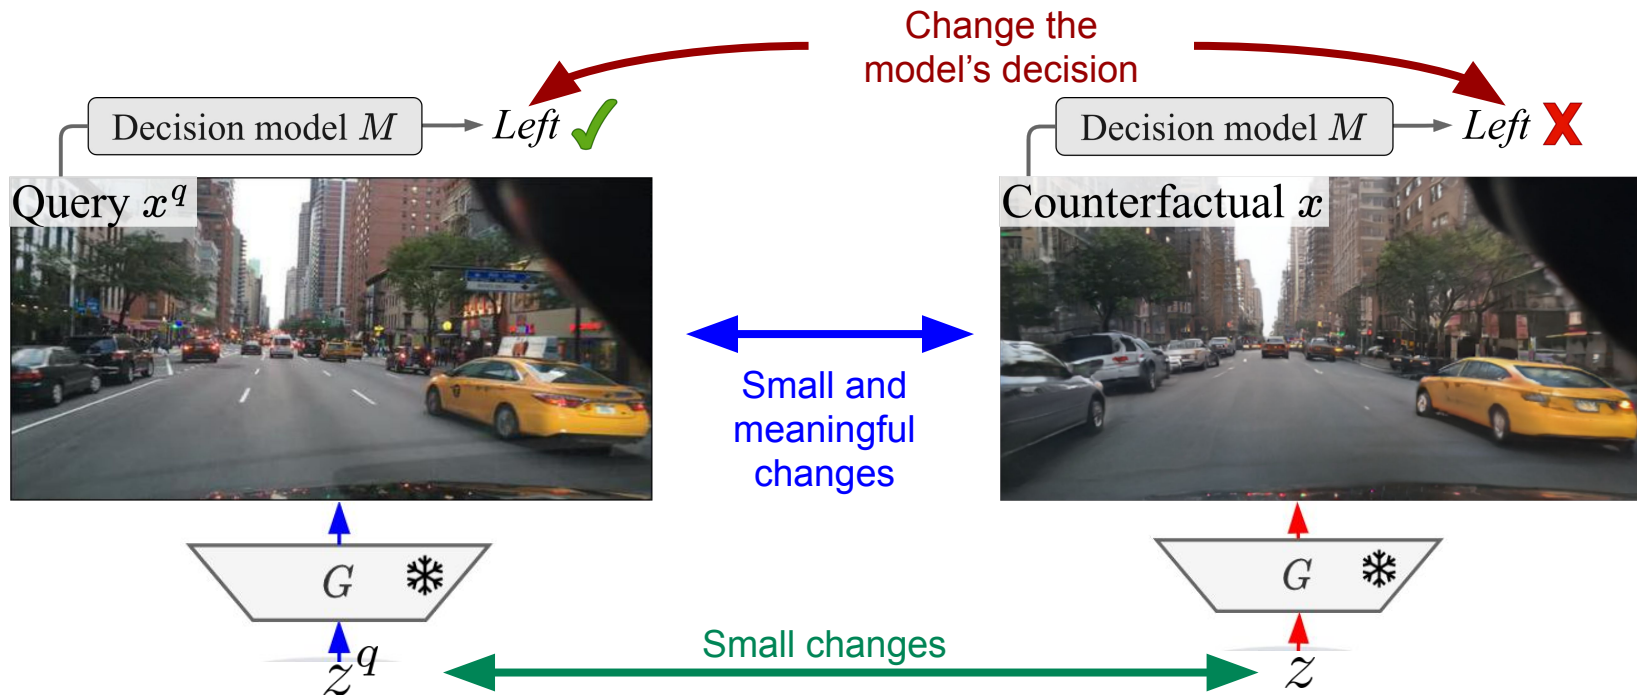 Change the
model's decision
Decision model M
Left
Decision model M
Left X
Query x^q
Counterfactual x
Small and
meaningful
changes
G
G
Small changes
z^q
z